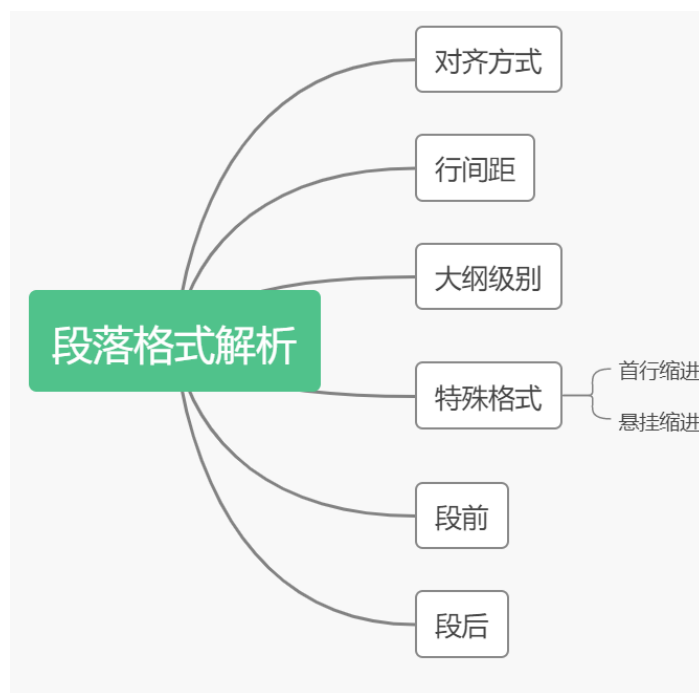 段落格式解析
对齐方式
行间距
大纲级别
特殊格式
首行缩进
悬挂缩进
段前
段后